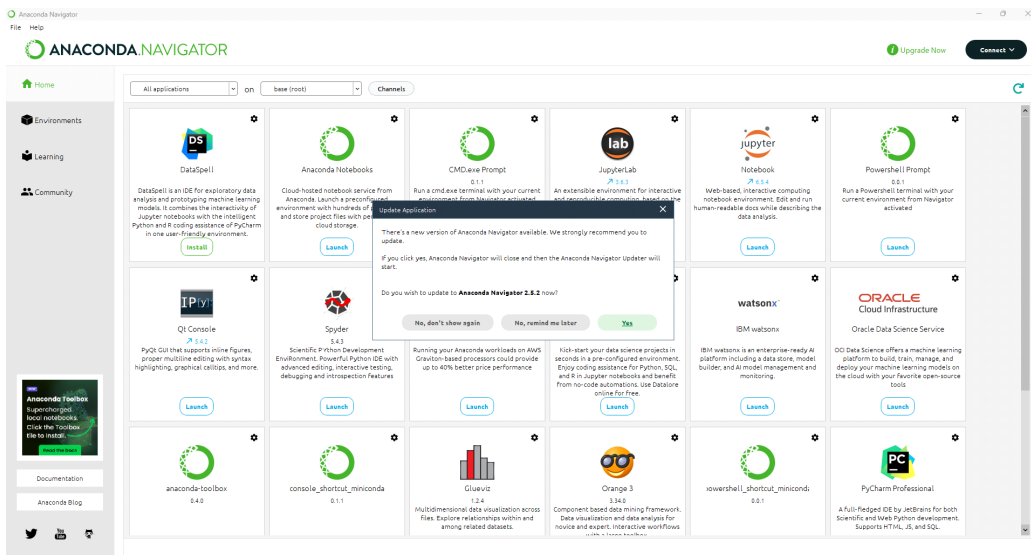 Anaconda Navigator
File Help
ANACONDA.NAVIGATOR
Upgrade Now
Connect
Home
Environments
Learning
Community
All applications
on
base (root)
Channels
DS
DataSpell
DataSpell is an IDE for exploratory data
analysis and prototyping machine learning
models. It combines the interactivity of
Jupyter notebooks with the intelligent
Python and R coding assistance of PyCharm
in one user-friendly environment.
Install
Anaconda Notebooks
Cloud-hosted notebook service from
Anaconda. Launch a preconfigured
environment with hundreds of
and store project files with
cloud storage.
Launch
CMD.exe Prompt
0.1.1
Run a cmd.exe terminal with your current
environment from Navigator activated
lab
JupyterLab
3.6.3
An extensible environment for interactive
and reproducible computing, based on the
jupyter
Notebook
6.5.4
Web-based, interactive computing
notebook environment. Edit and run
human-readable docs while describing the
data analysis.
Launch
Powershell Prompt
0.0.1
Run a Powershell terminal with your
current environment from Navigator
activated
Launch
Update Application
There's a new version of Anaconda Navigator available. We strongly recommend you to
update.
If you click yes, Anaconda Navigator will close and then the Anaconda Navigator Updater will
start.
Do you wish to update to Anaconda Navigator 2.5.2 now?
No, don't show again
No, remind me later
Yes
IP[y]:
Qt Console
5.4.2
PyQt GUI that supports inline figures,
proper multiline editing with syntax
highlighting, graphical calltips, and more.
Launch
Spyder
5.4.3
Scientific PYthon Development
EnviRonment. Powerful Python IDE with
advanced editing, interactive testing,
debugging and introspection features
Launch
Running your Anaconda workloads on AWS
Graviton-based processors could provide
up to 40% better price performance
Launch
Kick-start your data science projects in
seconds in a pre-configured environment.
Enjoy coding assistance for Python, SQL,
and R in Jupyter notebooks and benefit
from no-code automations. Use Datalore
online for free.
Launch
watsonx
IBM watsonx
IBM watsonx is an enterprise-ready AI
platform including a data store, model
builder, and AI model management and
monitoring.
Launch
ORACLE
Cloud Infrastructure
Oracle Data Science Service
OCI Data Science offers a machine learning
platform to build, train, manage, and
deploy your machine learning models on
the cloud with your favorite open-source
tools
Launch
Anaconda Toolbox
Supercharged
local notebooks.
Click the Toolbox
tile to install.
Read the Docs
Documentation
Anaconda Blog
You
Tube
anaconda-toolbox
0.4.0
console_shortcut_miniconda
0.1.1
Glueviz
1.2.4
Multidimensional data visualization across
files. Explore relationships within and
among related datasets.
Orange 3
3.34.0
Component based data mining framework.
Data visualization and data analysis for
novice and expert. Interactive workflows
with a large toolbox.
powershell_shortcut_miniconda
0.0.1
PC
PyCharm Professional
A full-fledged IDE by JetBrains for both
Scientific and Web Python development.
Supports HTML, JS, and SQL.